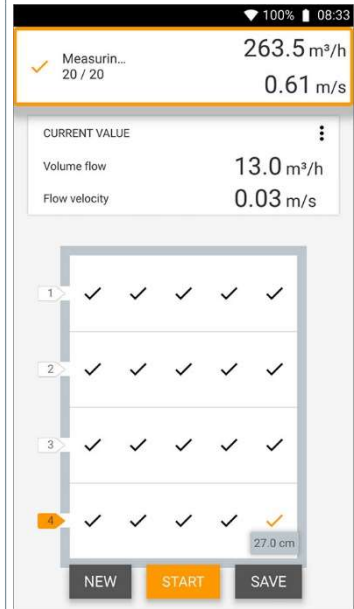 100% 08:33
Measurin... 263.5 m³/h
20 / 20 0.61 m/s
CURRENT VALUE
Volume flow 13.0 m³/h
Flow velocity 0.03 m/s
1
2
3
4
27.0 cm
NEW START SAVE